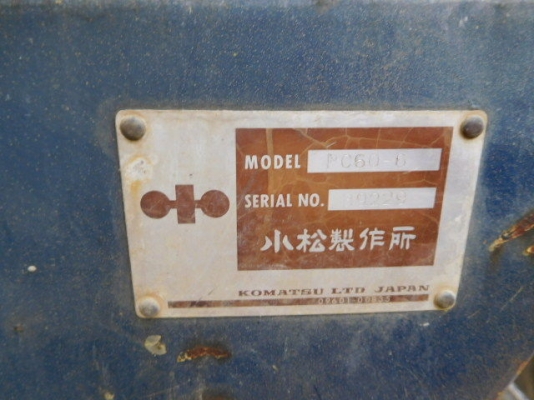 MODEL PC60-6
SERIAL NO.
小松製作所
KOMATSU LTD JAPAN